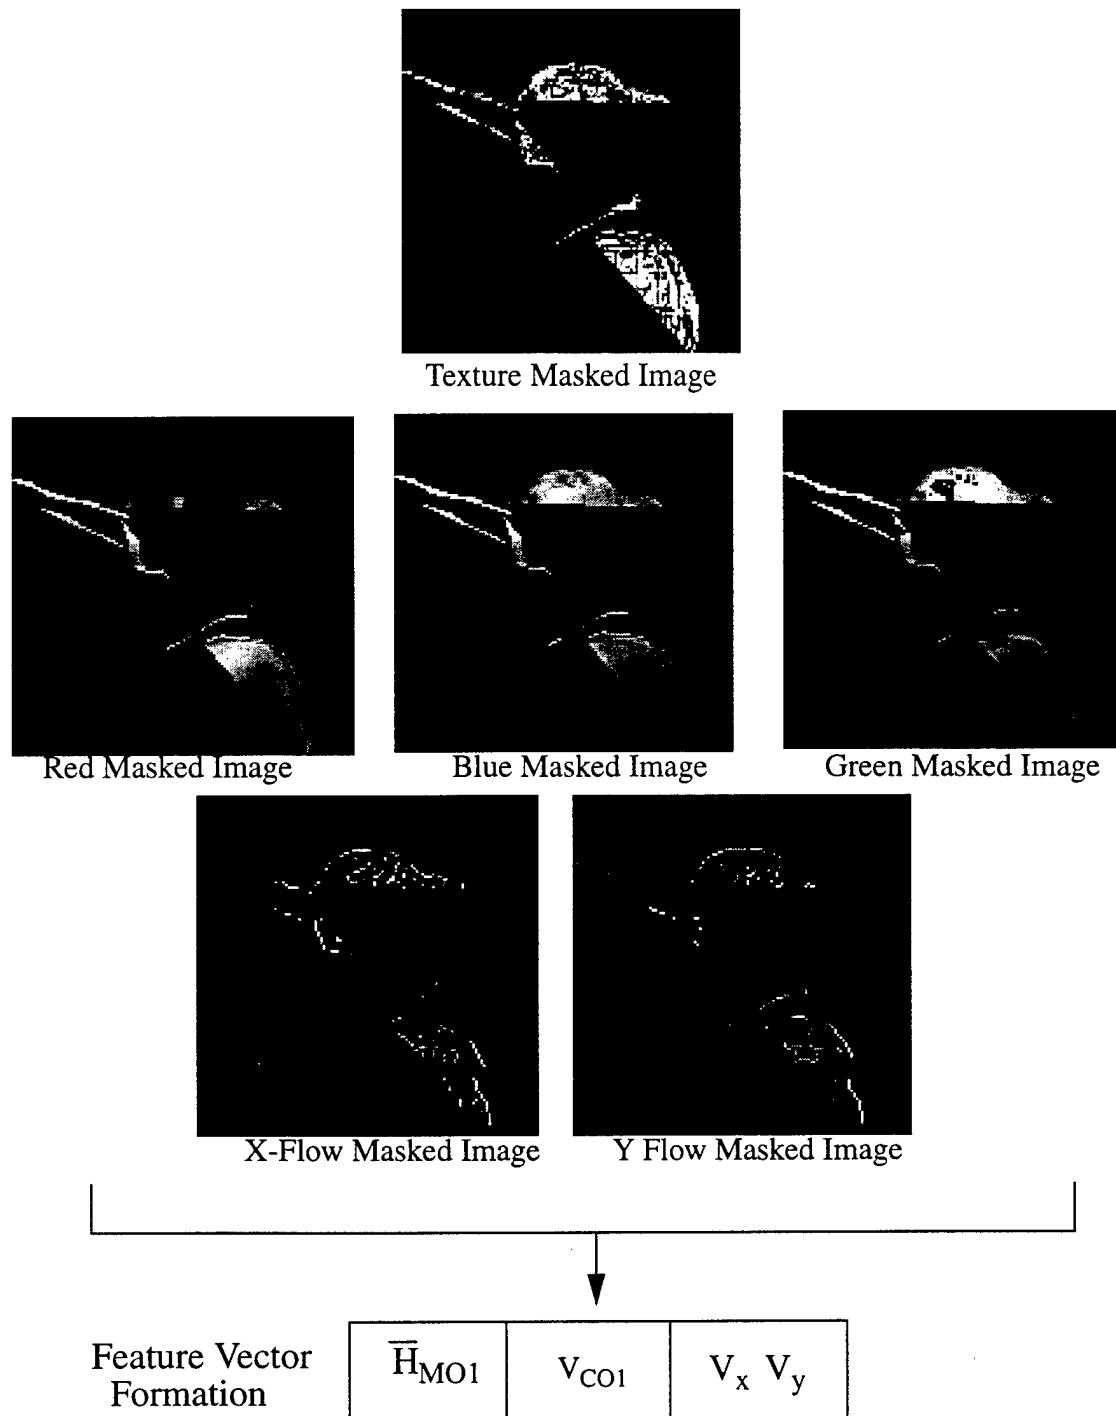 Texture Masked Image
Red Masked Image
Blue Masked Image
Green Masked Image
X-Flow Masked Image
Y Flow Masked Image
Feature Vector
Formation
H̅MO1
VCO1
Vx Vy